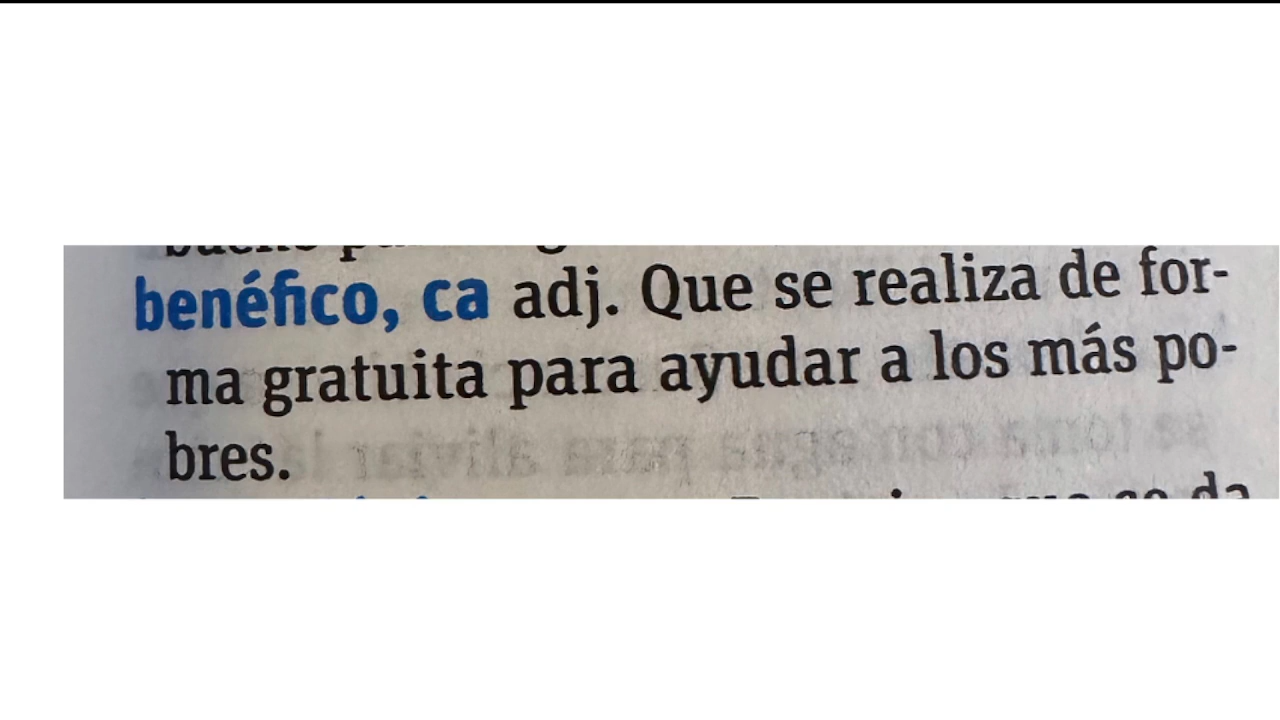 benéfico, ca adj. Que se realiza de for-
ma gratuita para ayudar a los más po-
bres.